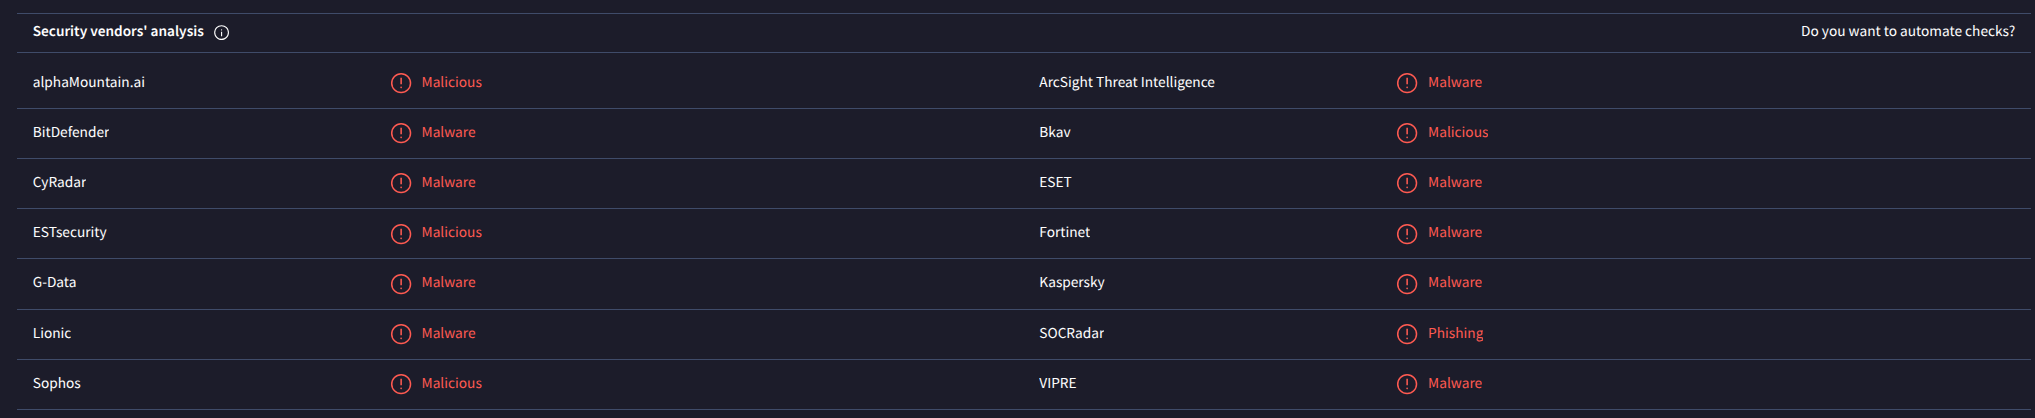 Security vendors' analysis Do you want to automate checks?
alphaMountain.ai Malicious ArcSight Threat Intelligence Malware
BitDefender Malware Bkav Malicious
CyRadar Malware ESET Malware
ESTsecurity Malicious Fortinet Malware
G-Data Malware Kaspersky Malware
Lionic Malware SOCRadar Phishing
Sophos Malicious VIPRE Malware